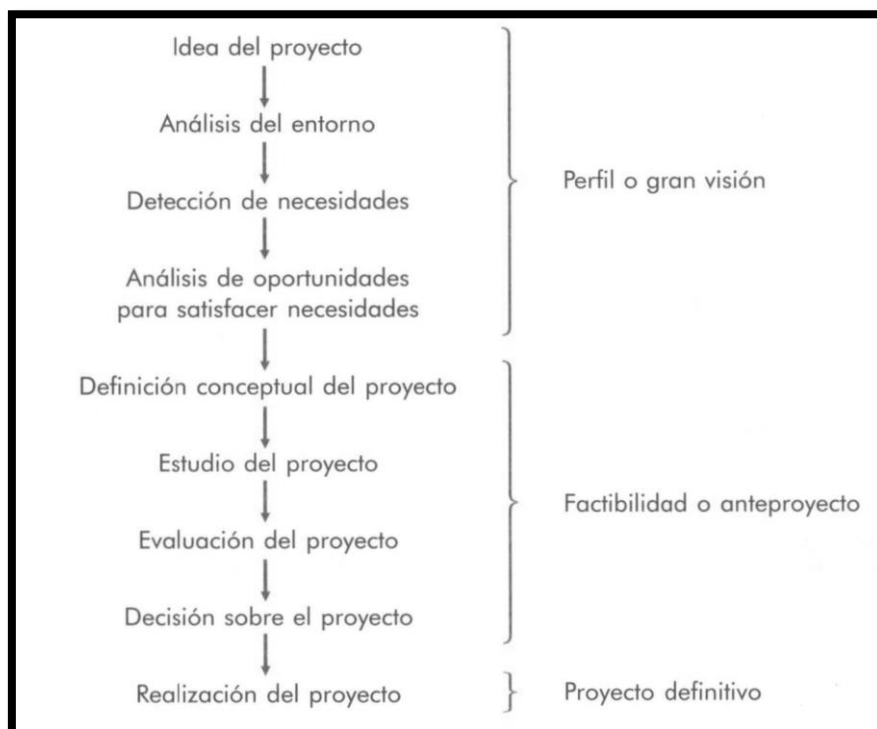 Idea del proyecto
Análisis del entorno
Detección de necesidades
Análisis de oportunidades
para satisfacer necesidades
Perfil o gran visión
Definición conceptual del proyecto
Estudio del proyecto
Evaluación del proyecto
Decisión sobre el proyecto
Factibilidad o anteproyecto
Realización del proyecto
Proyecto definitivo